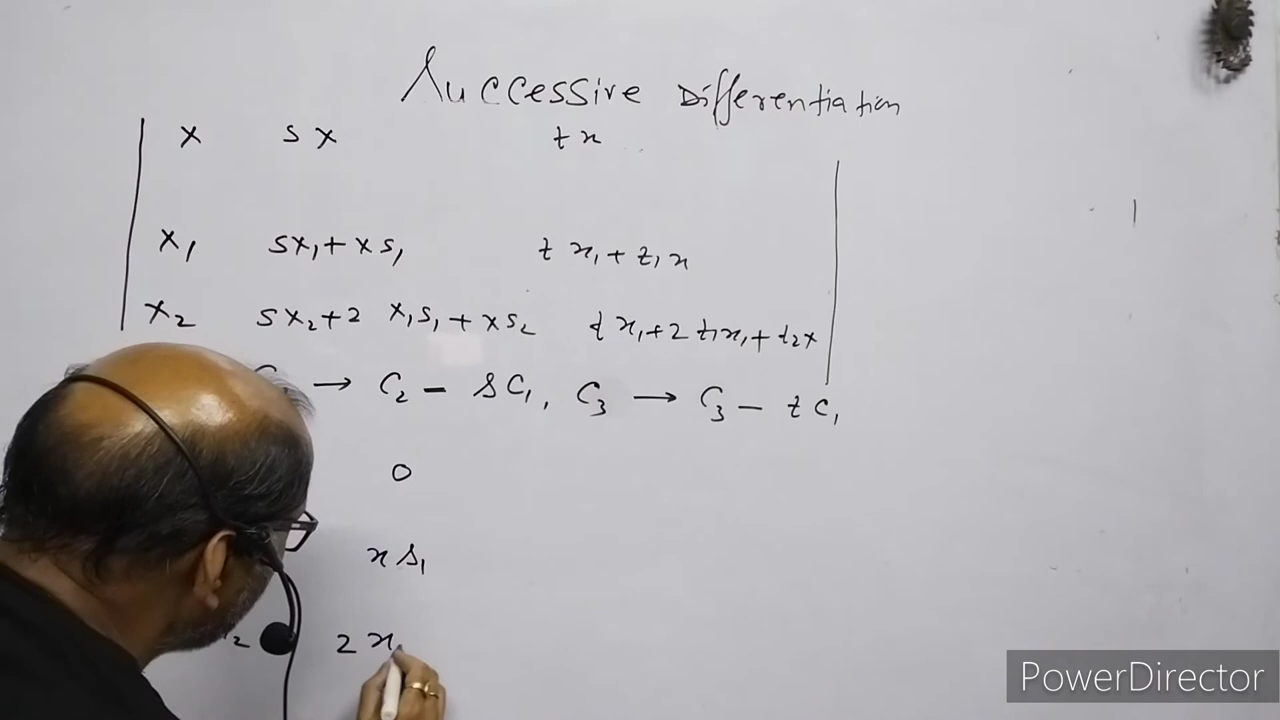 Successive Differentiation
x sx tx
x₁ sx₁ + xs₁ tx₁ + t₁x
x₂ sx₂ + 2 x₁s₁ + xs₂ tx₁ + 2t₁x₁ + t₂x
→ C₂ - sC₁, C₃ → C₃ - tC₁
0
xs₁
₂ 2x
PowerDirector